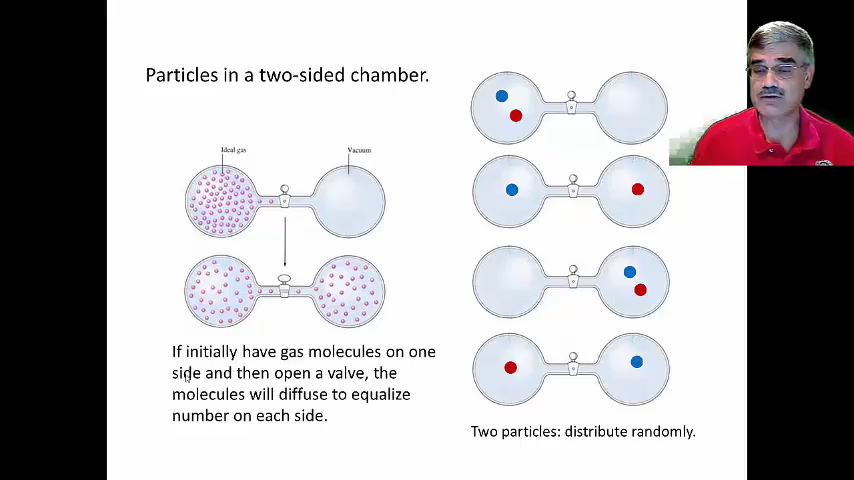 Particles in a two-sided chamber.
Ideal gas
Vacuum
If initially have gas molecules on one
side and then open a valve, the
molecules will diffuse to equalize
number on each side.
Two particles: distribute randomly.